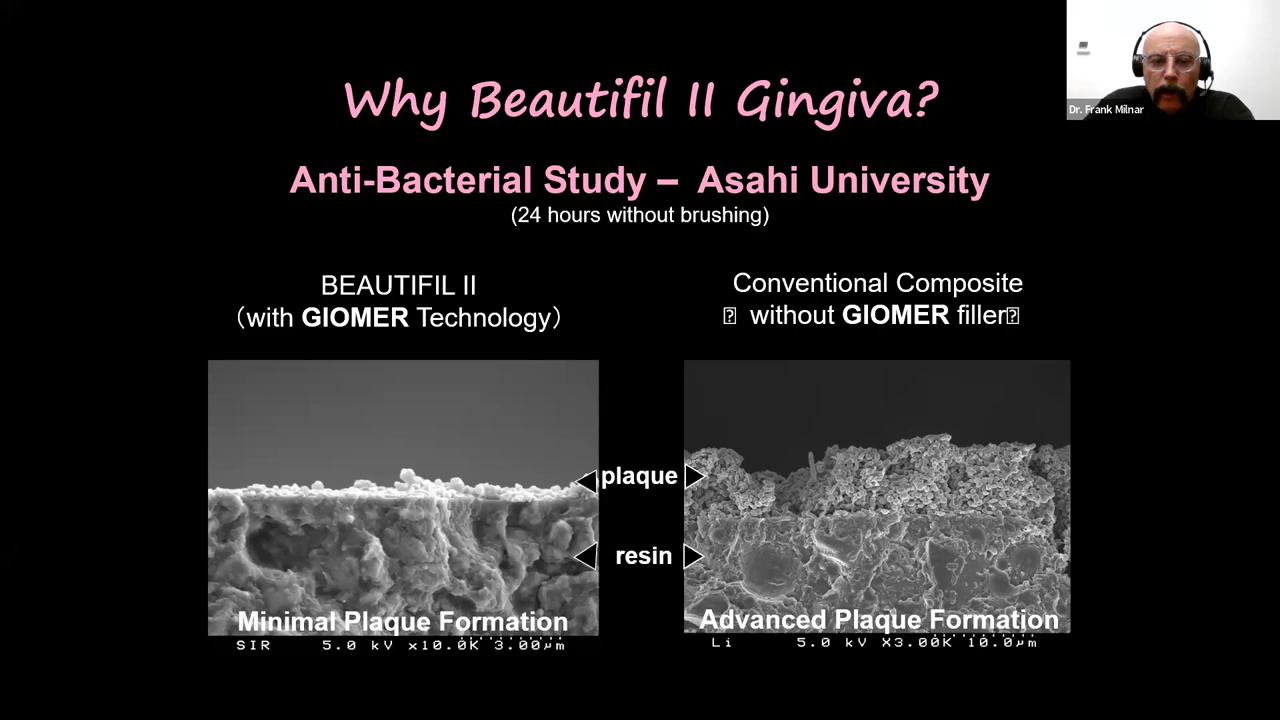 Why Beautifil II Gingiva?
Anti-Bacterial Study – Asahi University
(24 hours without brushing)
BEAUTIFIL II
（with GIOMER Technology）
Conventional Composite
⍰ without GIOMER filler⍰
plaque
resin
Minimal Plaque Formation
SIR 5.0 kV x10.0K 3.00µm
Advanced Plaque Formation
Li 5.0 kV X3.00K 10.0µm
Dr. Frank Milnar